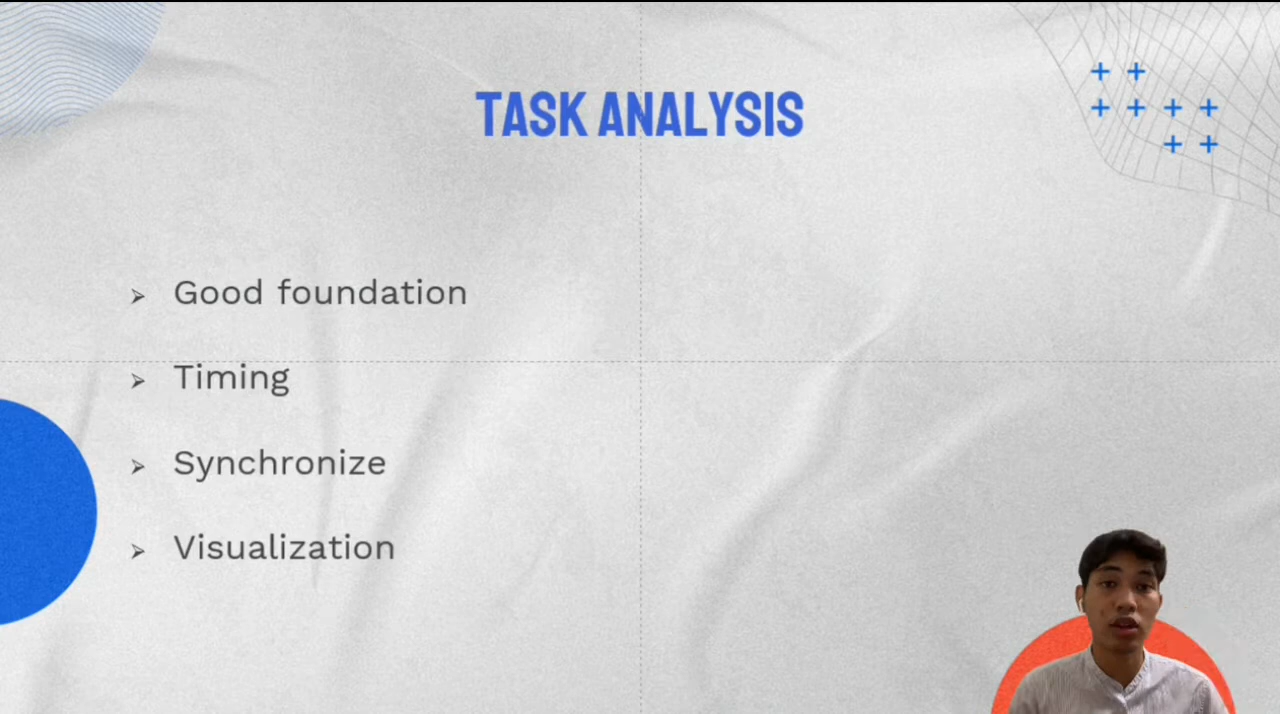 TASK ANALYSIS
Good foundation
Timing
Synchronize
Visualization